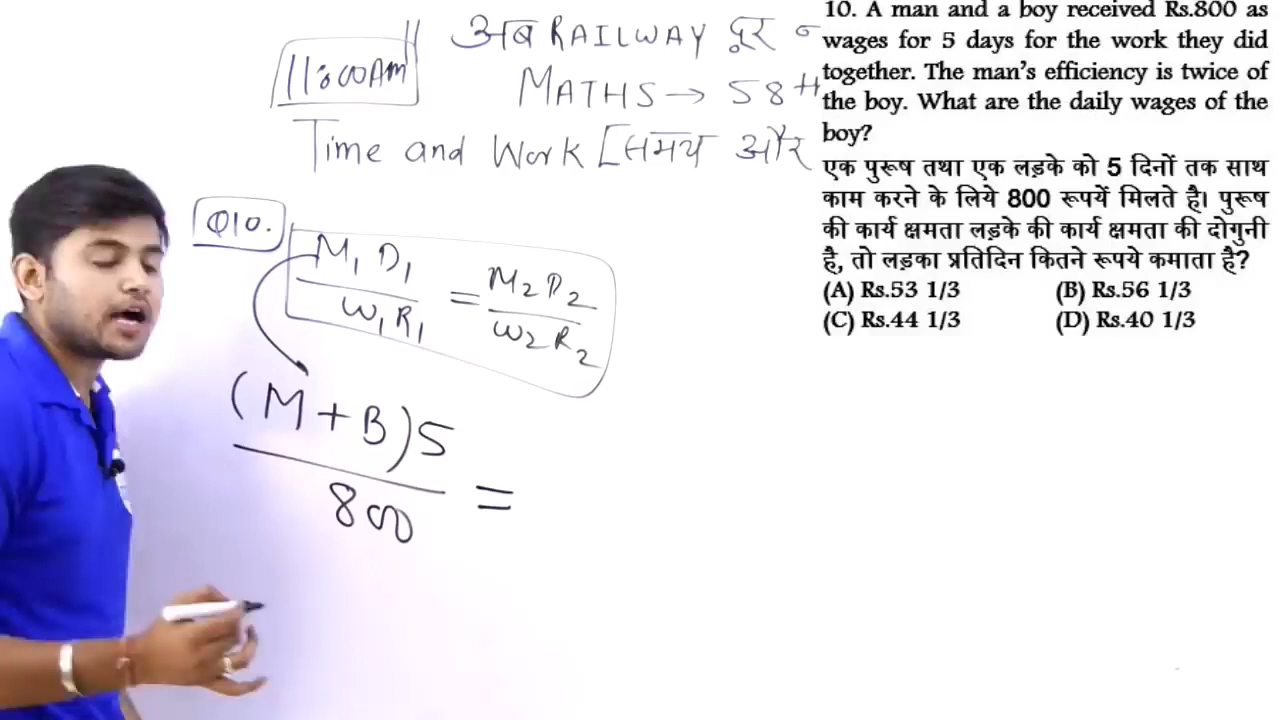 अब RAILWAY दूर न
11:00AM
MATHS → 58
Time and Work [समय और
Q10.
M₁ D₁ / W₁ R₁ = M₂ D₂ / W₂ R₂
(M + B) 5 / 800 =
10. A man and a boy received Rs.800 as
wages for 5 days for the work they did
together. The man’s efficiency is twice of
the boy. What are the daily wages of the
boy?
एक पुरूष तथा एक लड़के को 5 दिनों तक साथ
काम करने के लिये 800 रूपयें मिलते है। पुरूष
की कार्य क्षमता लड़के की कार्य क्षमता की दोगुनी
है, तो लड़का प्रतिदिन कितने रूपये कमाता है?
(A) Rs.53 1/3 (B) Rs.56 1/3
(C) Rs.44 1/3 (D) Rs.40 1/3